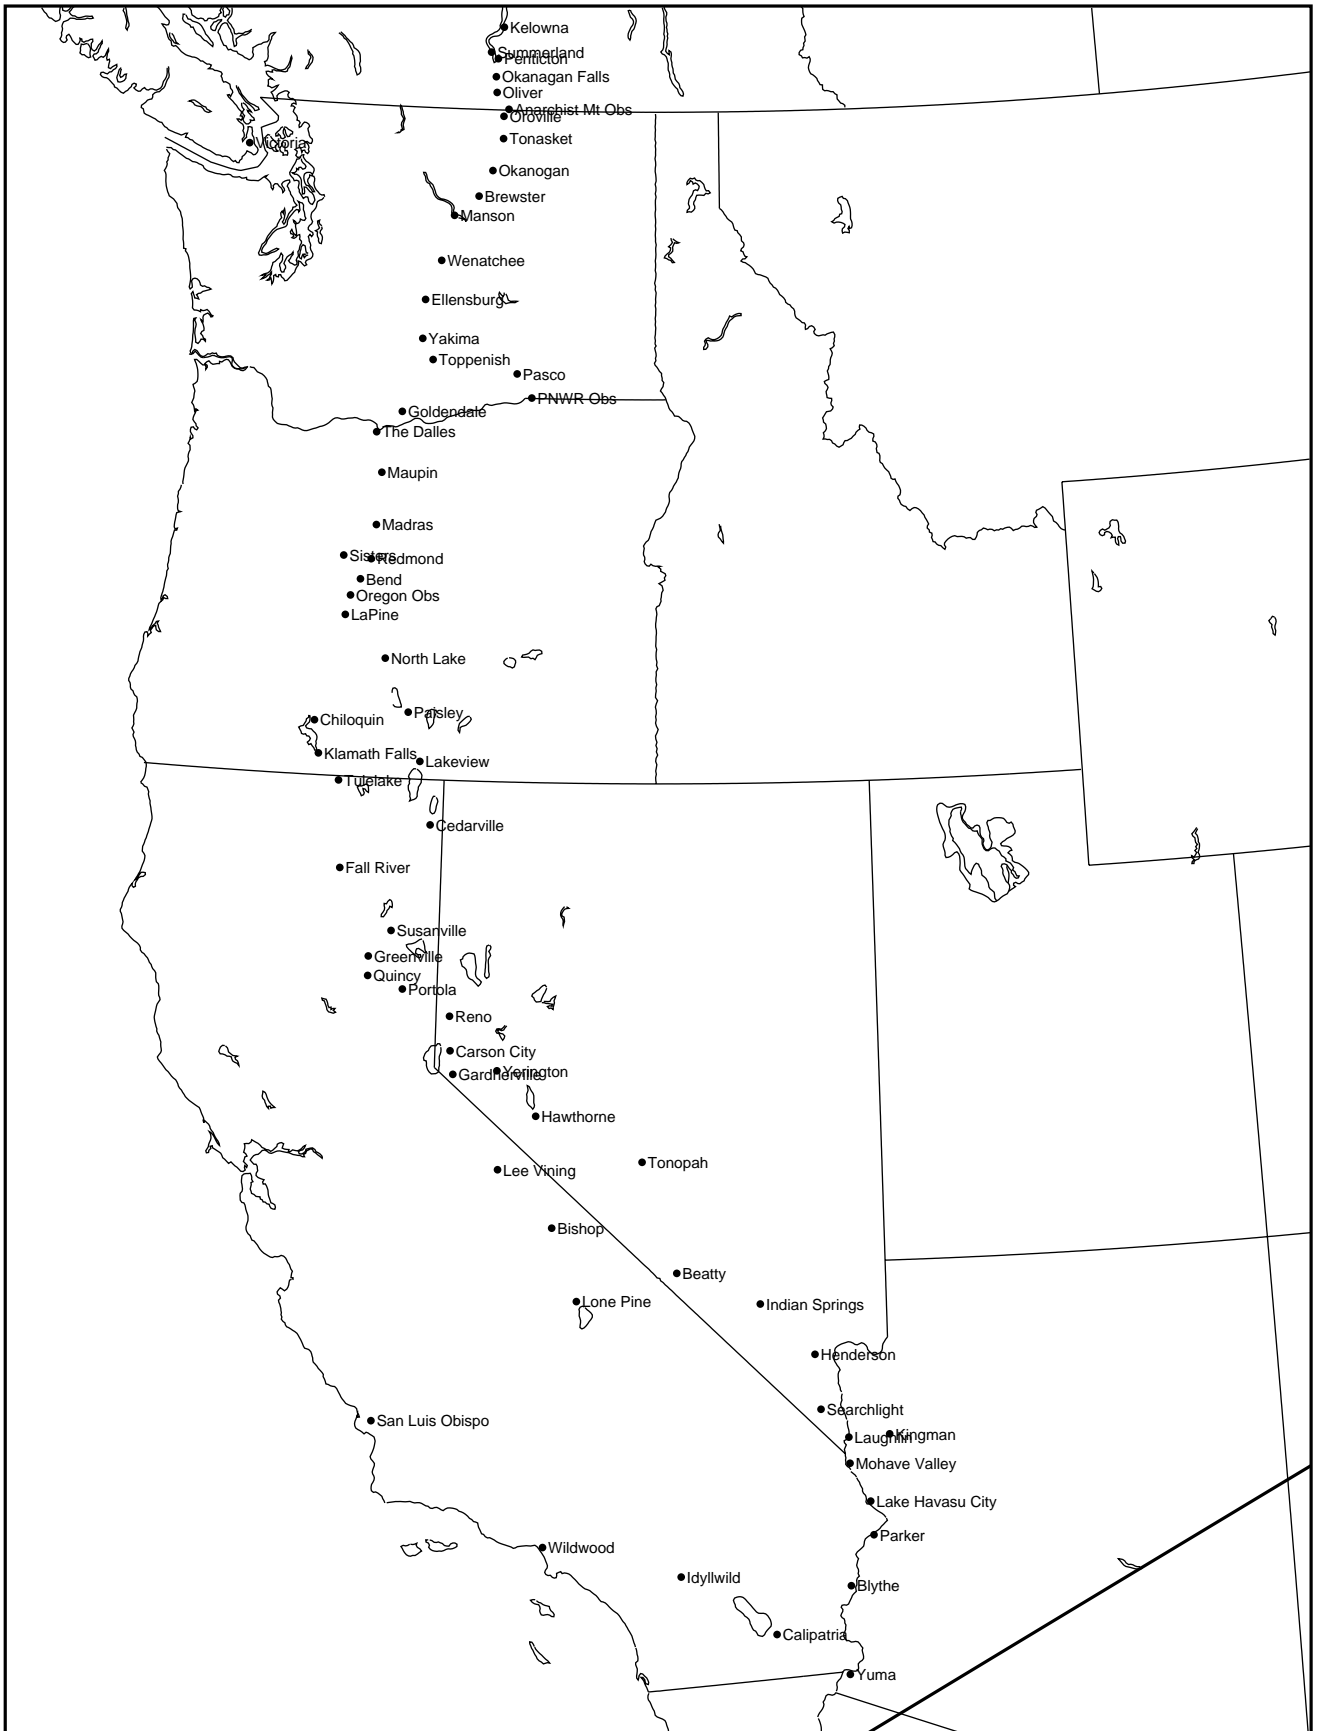 Kelowna
Summerland
Penticton
Okanagan Falls
Oliver
Anarchist Mt Obs
Oroville
Tonasket
Victoria
Okanogan
Brewster
Manson
Wenatchee
Ellensburg
Yakima
Toppenish
Pasco
PNWR Obs
Goldendale
The Dalles
Maupin
Madras
Sisters
Redmond
Bend
Oregon Obs
LaPine
North Lake
Paisley
Chiloquin
Klamath Falls
Lakeview
Tulelake
Cedarville
Fall River
Susanville
Greenville
Quincy
Portola
Reno
Carson City
Yerington
Gardnerville
Hawthorne
Tonopah
Lee Vining
Bishop
Beatty
Lone Pine
Indian Springs
Henderson
Searchlight
San Luis Obispo
Kingman
Laughlin
Mohave Valley
Lake Havasu City
Parker
Wildwood
Idyllwild
Blythe
Calipatria
Yuma